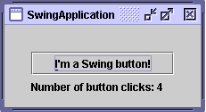 SwingApplication
I'm a Swing button!
Number of button clicks: 4